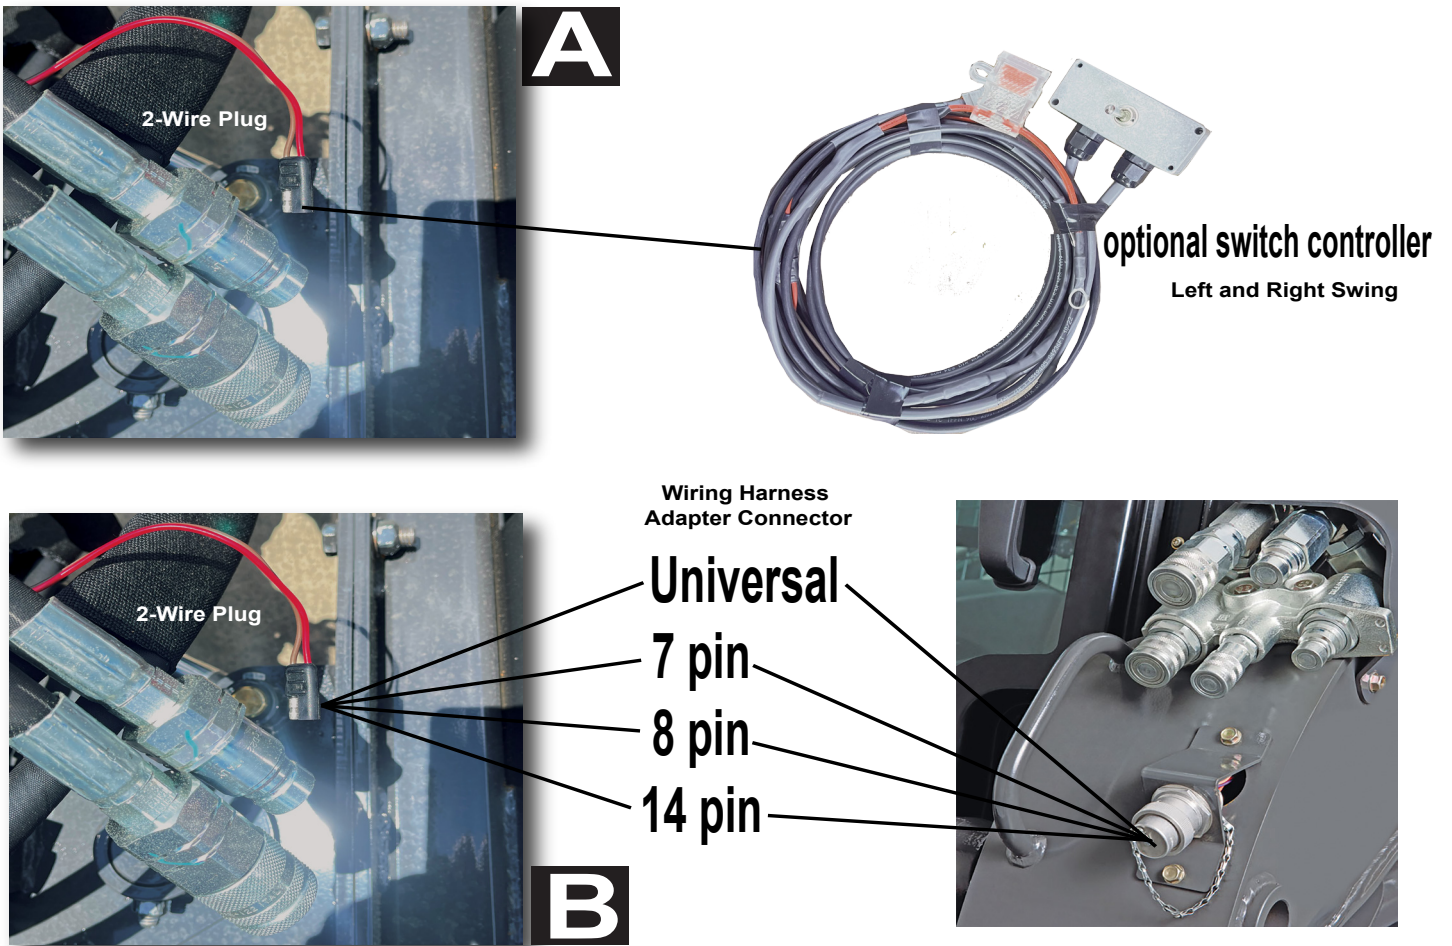 A
2-Wire Plug
optional switch controller
Left and Right Swing
Wiring Harness
Adapter Connector
2-Wire Plug
Universal
7 pin
8 pin
14 pin
B